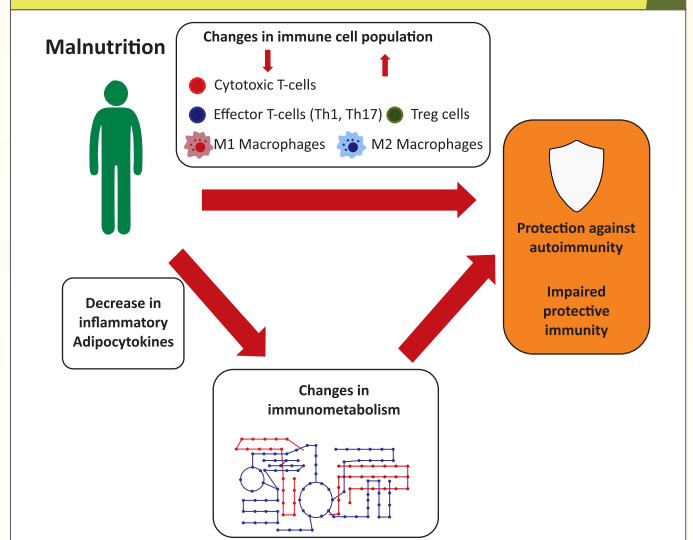 Malnutrition
Changes in immune cell population
Cytotoxic T-cells
Effector T-cells (Th1, Th17)
Treg cells
M1 Macrophages
M2 Macrophages
Protection against
autoimmunity
Impaired
protective
immunity
Decrease in
inflammatory
Adipocytokines
Changes in
immunometabolism